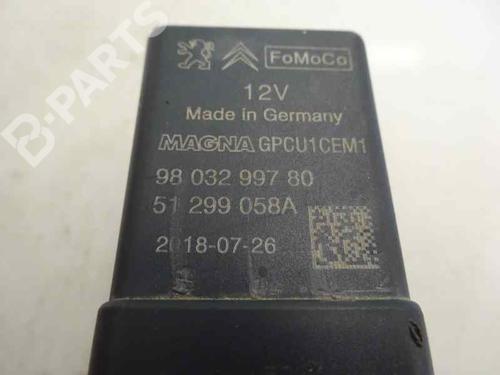 FoMoCo
12V
Made in Germany
MAGNA GPCU1CEM1
98 032 997 80
51 299 058A
2018-07-26
B-PARTS